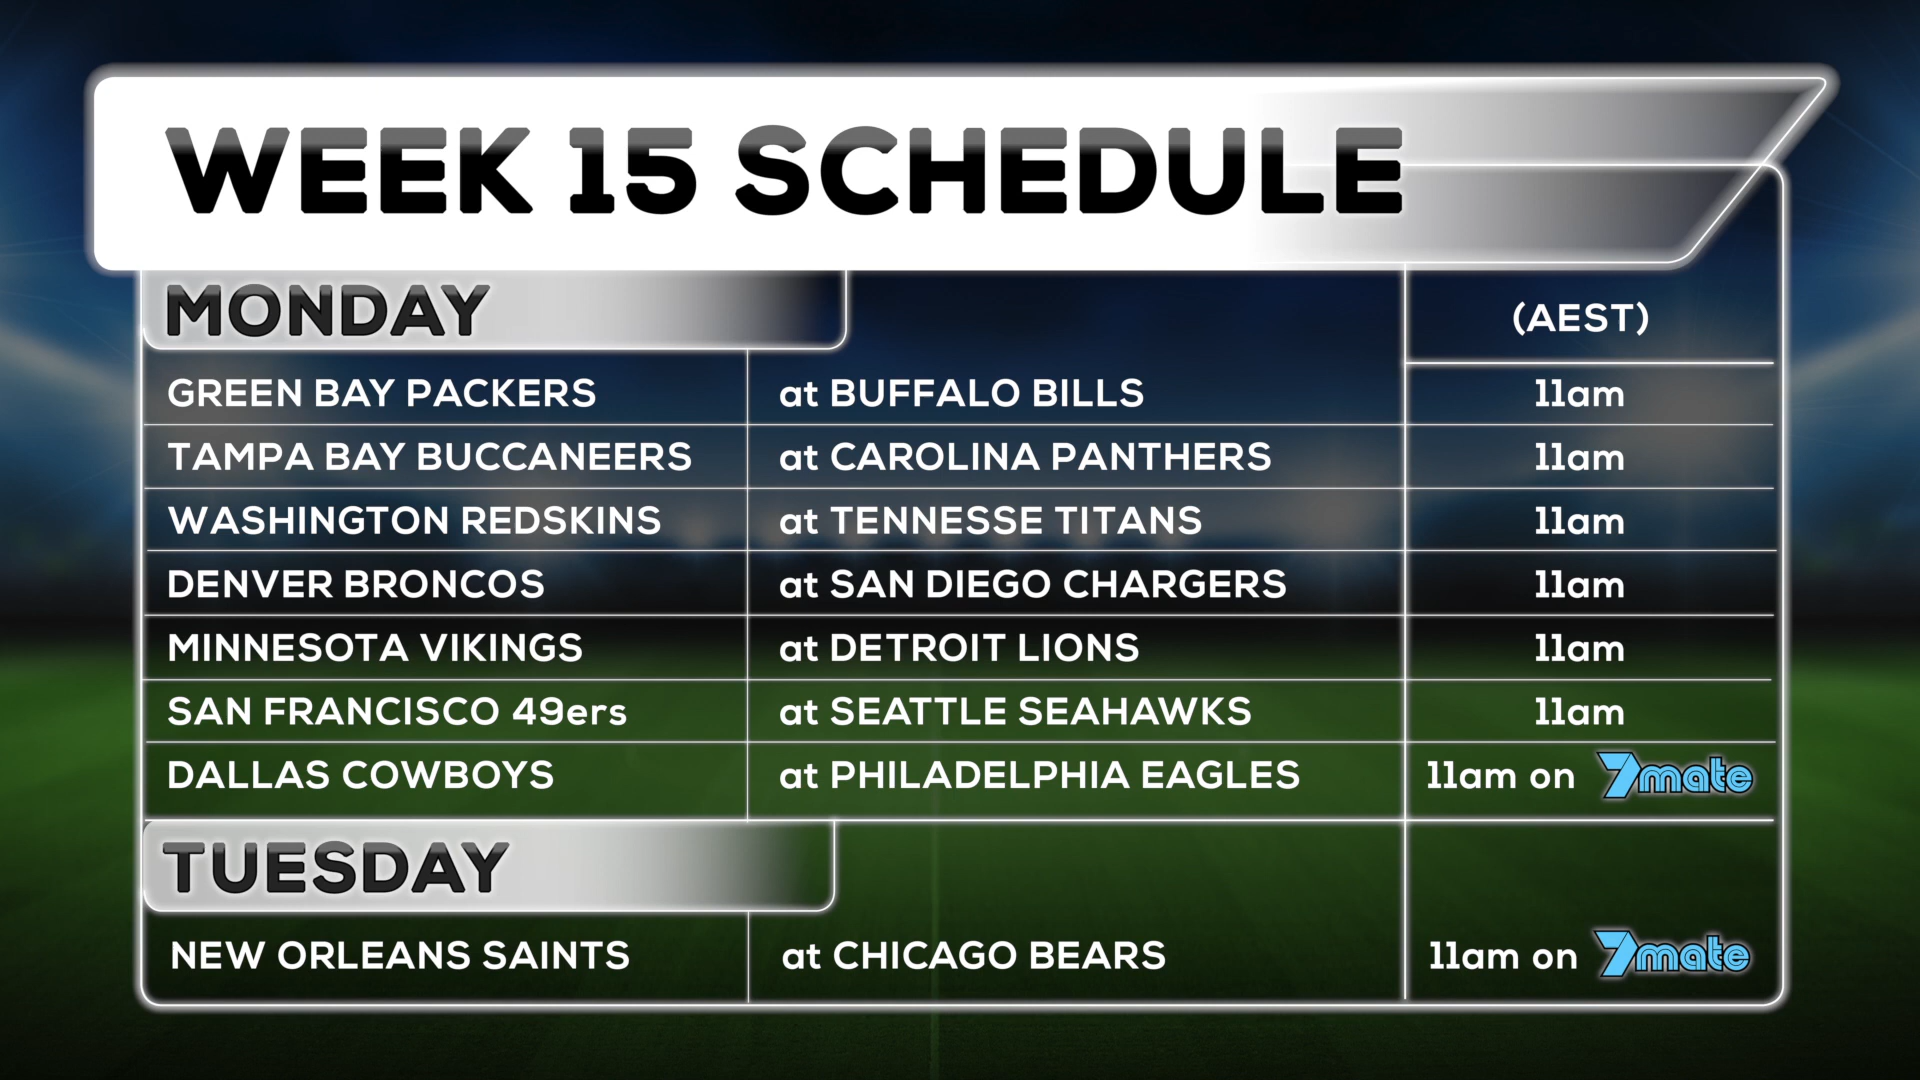 WEEK 15 SCHEDULE
MONDAY
(AEST)
GREEN BAY PACKERS at BUFFALO BILLS 11am
TAMPA BAY BUCCANEERS at CAROLINA PANTHERS 11am
WASHINGTON REDSKINS at TENNESSE TITANS 11am
DENVER BRONCOS at SAN DIEGO CHARGERS 11am
MINNESOTA VIKINGS at DETROIT LIONS 11am
SAN FRANCISCO 49ers at SEATTLE SEAHAWKS 11am
DALLAS COWBOYS at PHILADELPHIA EAGLES 11am on 7mate
TUESDAY
NEW ORLEANS SAINTS at CHICAGO BEARS 11am on 7mate